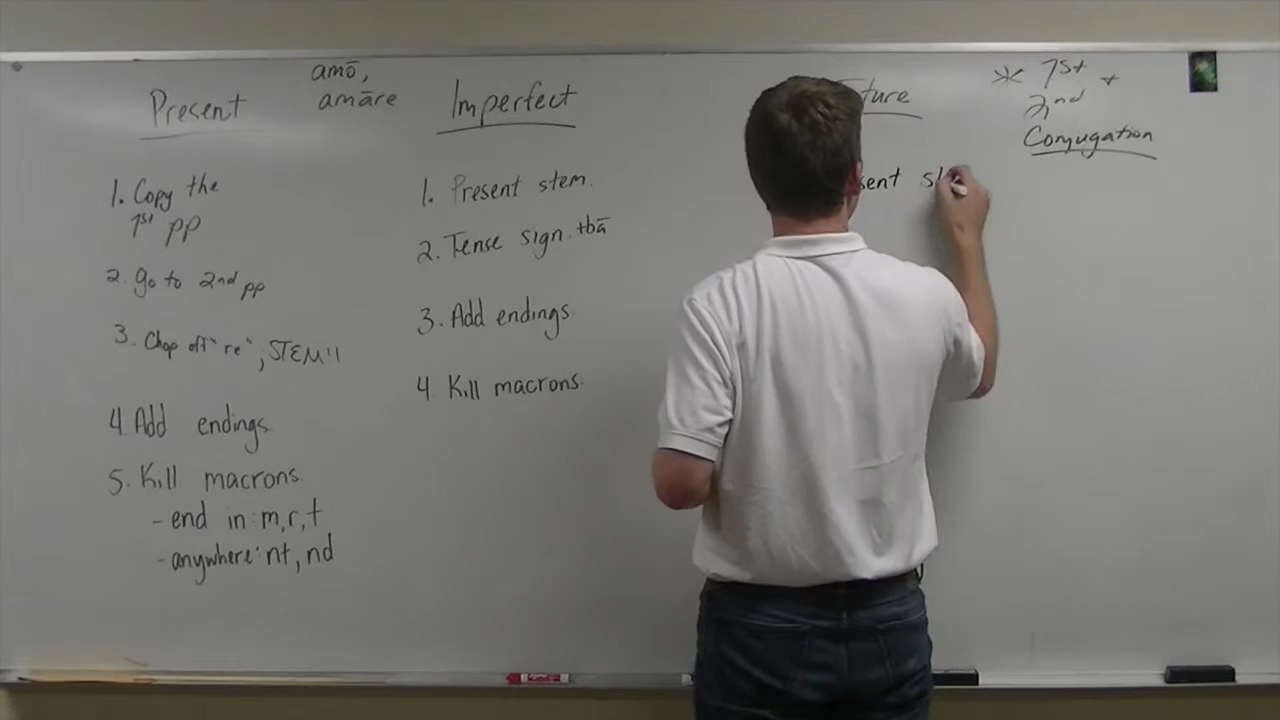 Present
amō,
amāre
1. Copy the
1st pp
2. Go to 2nd pp
3. Chop off "re", STEM!!
4. Add endings.
5. Kill macrons.
- end in: m,r,t
- anywhere: nt, nd
Imperfect
1. Present stem.
2. Tense sign. +bā
3. Add endings.
4 Kill macrons.
* 1st +
2nd
Conjugation